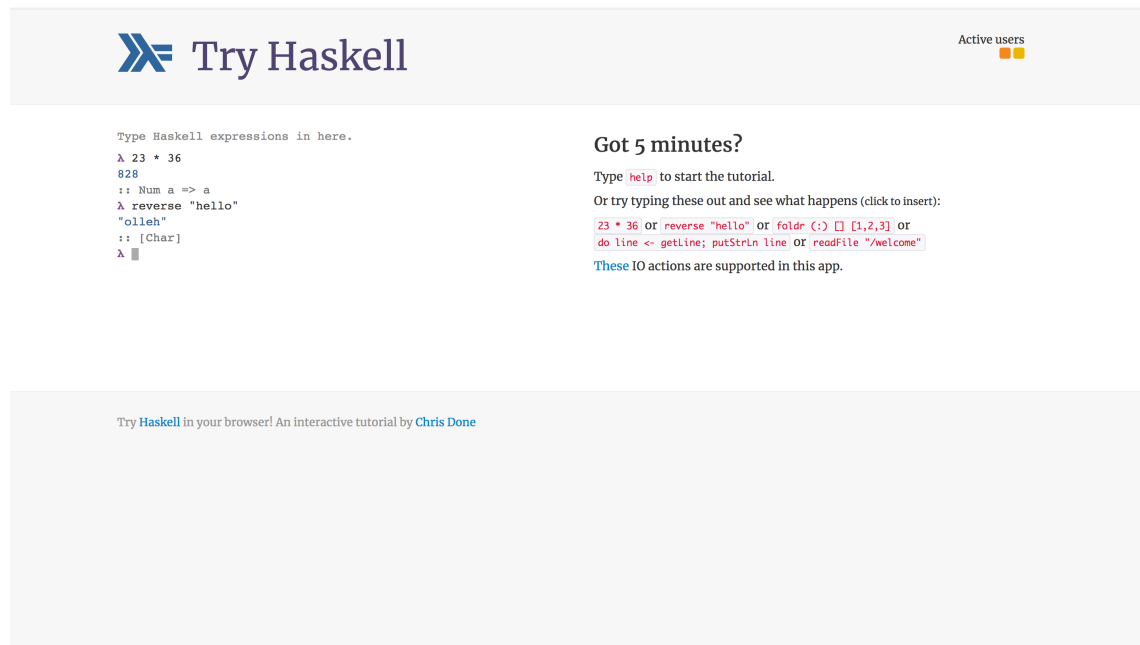 Try Haskell
Active users
Type Haskell expressions in here.
λ 23 * 36
828
:: Num a => a
λ reverse "hello"
"olleh"
:: [Char]
λ
Got 5 minutes?
Type help to start the tutorial.
Or try typing these out and see what happens (click to insert):
23 * 36 or reverse "hello" or foldr (:) [] [1,2,3] or
do line <- getLine; putStrLn line or readFile "/welcome"
These IO actions are supported in this app.
Try Haskell in your browser! An interactive tutorial by Chris Done